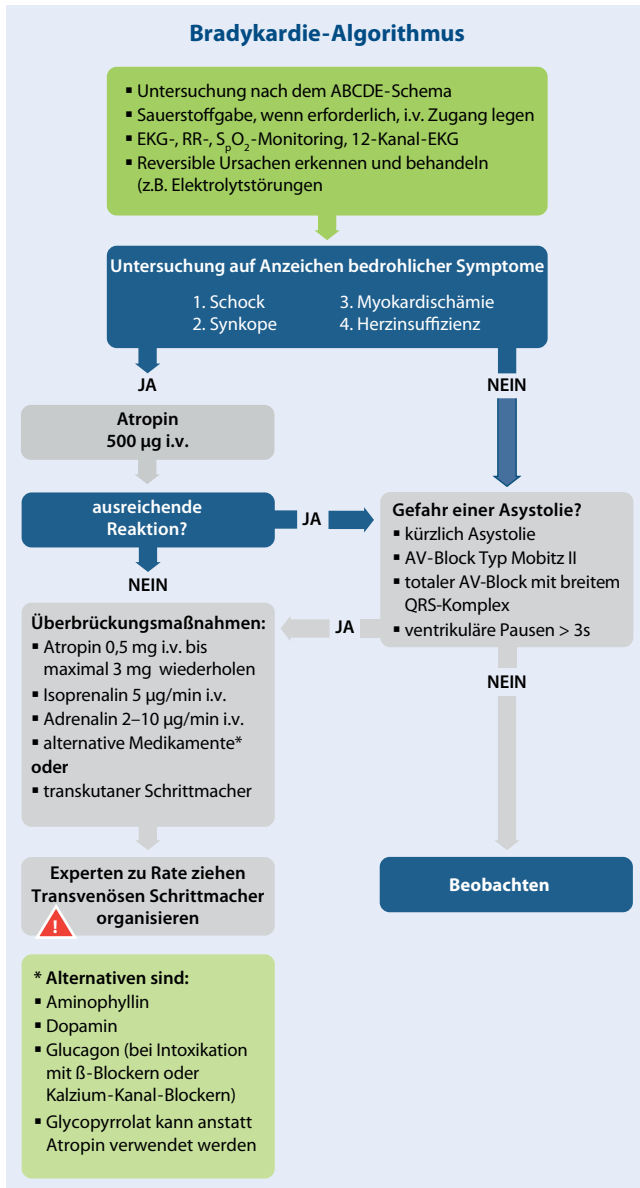 Bradykardie-Algorithmus
▪ Untersuchung nach dem ABCDE-Schema
▪ Sauerstoffgabe, wenn erforderlich, i.v. Zugang legen
▪ EKG-, RR-, SpO2-Monitoring, 12-Kanal-EKG
▪ Reversible Ursachen erkennen und behandeln
(z.B. Elektrolytstörungen
Untersuchung auf Anzeichen bedrohlicher Symptome
1. Schock 3. Myokardischämie
2. Synkope 4. Herzinsuffizienz
JA
NEIN
Atropin
500 µg i.v.
ausreichende
Reaktion?
JA
NEIN
Gefahr einer Asystolie?
▪ kürzlich Asystolie
▪ AV-Block Typ Mobitz II
▪ totaler AV-Block mit breitem
QRS-Komplex
▪ ventrikuläre Pausen > 3s
JA
NEIN
Überbrückungsmaßnahmen:
▪ Atropin 0,5 mg i.v. bis
maximal 3 mg wiederholen
▪ Isoprenalin 5 µg/min i.v.
▪ Adrenalin 2–10 µg/min i.v.
▪ alternative Medikamente*
oder
▪ transkutaner Schrittmacher
Experten zu Rate ziehen
Transvenösen Schrittmacher
organisieren
!
Beobachten
* Alternativen sind:
▪ Aminophyllin
▪ Dopamin
▪ Glucagon (bei Intoxikation
mit ß-Blockern oder
Kalzium-Kanal-Blockern)
▪ Glycopyrrolat kann anstatt
Atropin verwendet werden